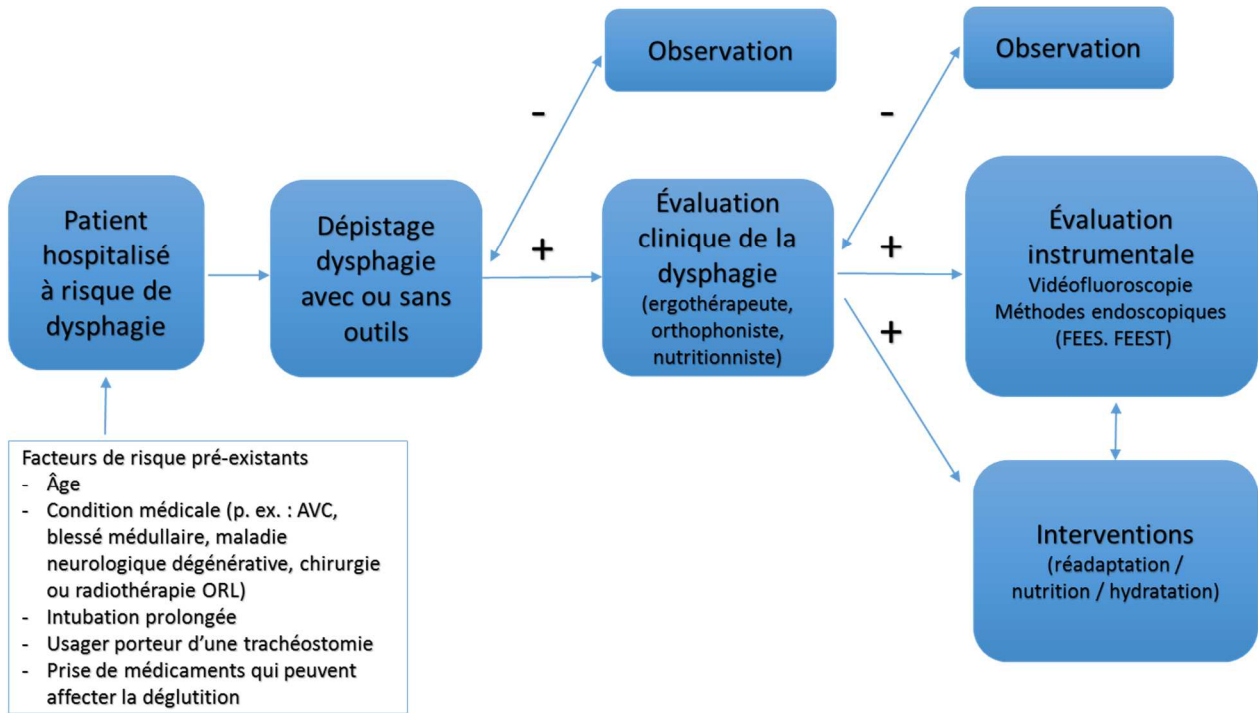 Patient
hospitalisé
à risque de
dysphagie
Facteurs de risque pré-existants
- Âge
- Condition médicale (p. ex. : AVC,
blessé médullaire, maladie
neurologique dégénérative, chirurgie
ou radiothérapie ORL)
- Intubation prolongée
- Usager porteur d'une trachéostomie
- Prise de médicaments qui peuvent
affecter la déglutition
Dépistage
dysphagie
avec ou sans
outils
-
Observation
+
Évaluation
clinique de la
dysphagie
(ergothérapeute,
orthophoniste,
nutritionniste)
-
Observation
+
Évaluation
instrumentale
Vidéofluoroscopie
Méthodes endoscopiques
(FEES. FEEST)
+
Interventions
(réadaptation /
nutrition / hydratation)